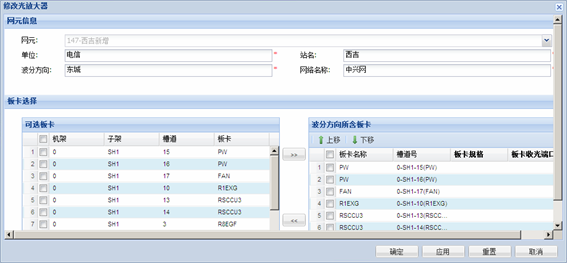 修改光放大器
网元信息
网元: 147-西吉新增
单位: 电信 * 站名: 西吉 *
波分方向: 东城 * 网络名称: 中兴网 *
板卡选择
可选板卡
机架 子架 槽道 板卡
1 0 SH1 15 PW
2 0 SH1 16 PW
3 0 SH1 17 FAN
4 0 SH1 10 R1EXG
5 0 SH1 13 RSCCU3
6 0 SH1 14 RSCCU3
7 0 SH1 3 R8EGF
>>
<<
波分方向所含板卡
上移 下移
板卡名称 槽道号 板卡规格 板卡收光端口
1 PW 0-SH1-15(PW)
2 PW 0-SH1-16(PW)
3 FAN 0-SH1-17(FAN)
4 R1EXG 0-SH1-10(R1EXG)
5 RSCCU3 0-SH1-13(RSCC...
6 RSCCU3 0-SH1-14(RSCC...
确定 应用 重置 取消